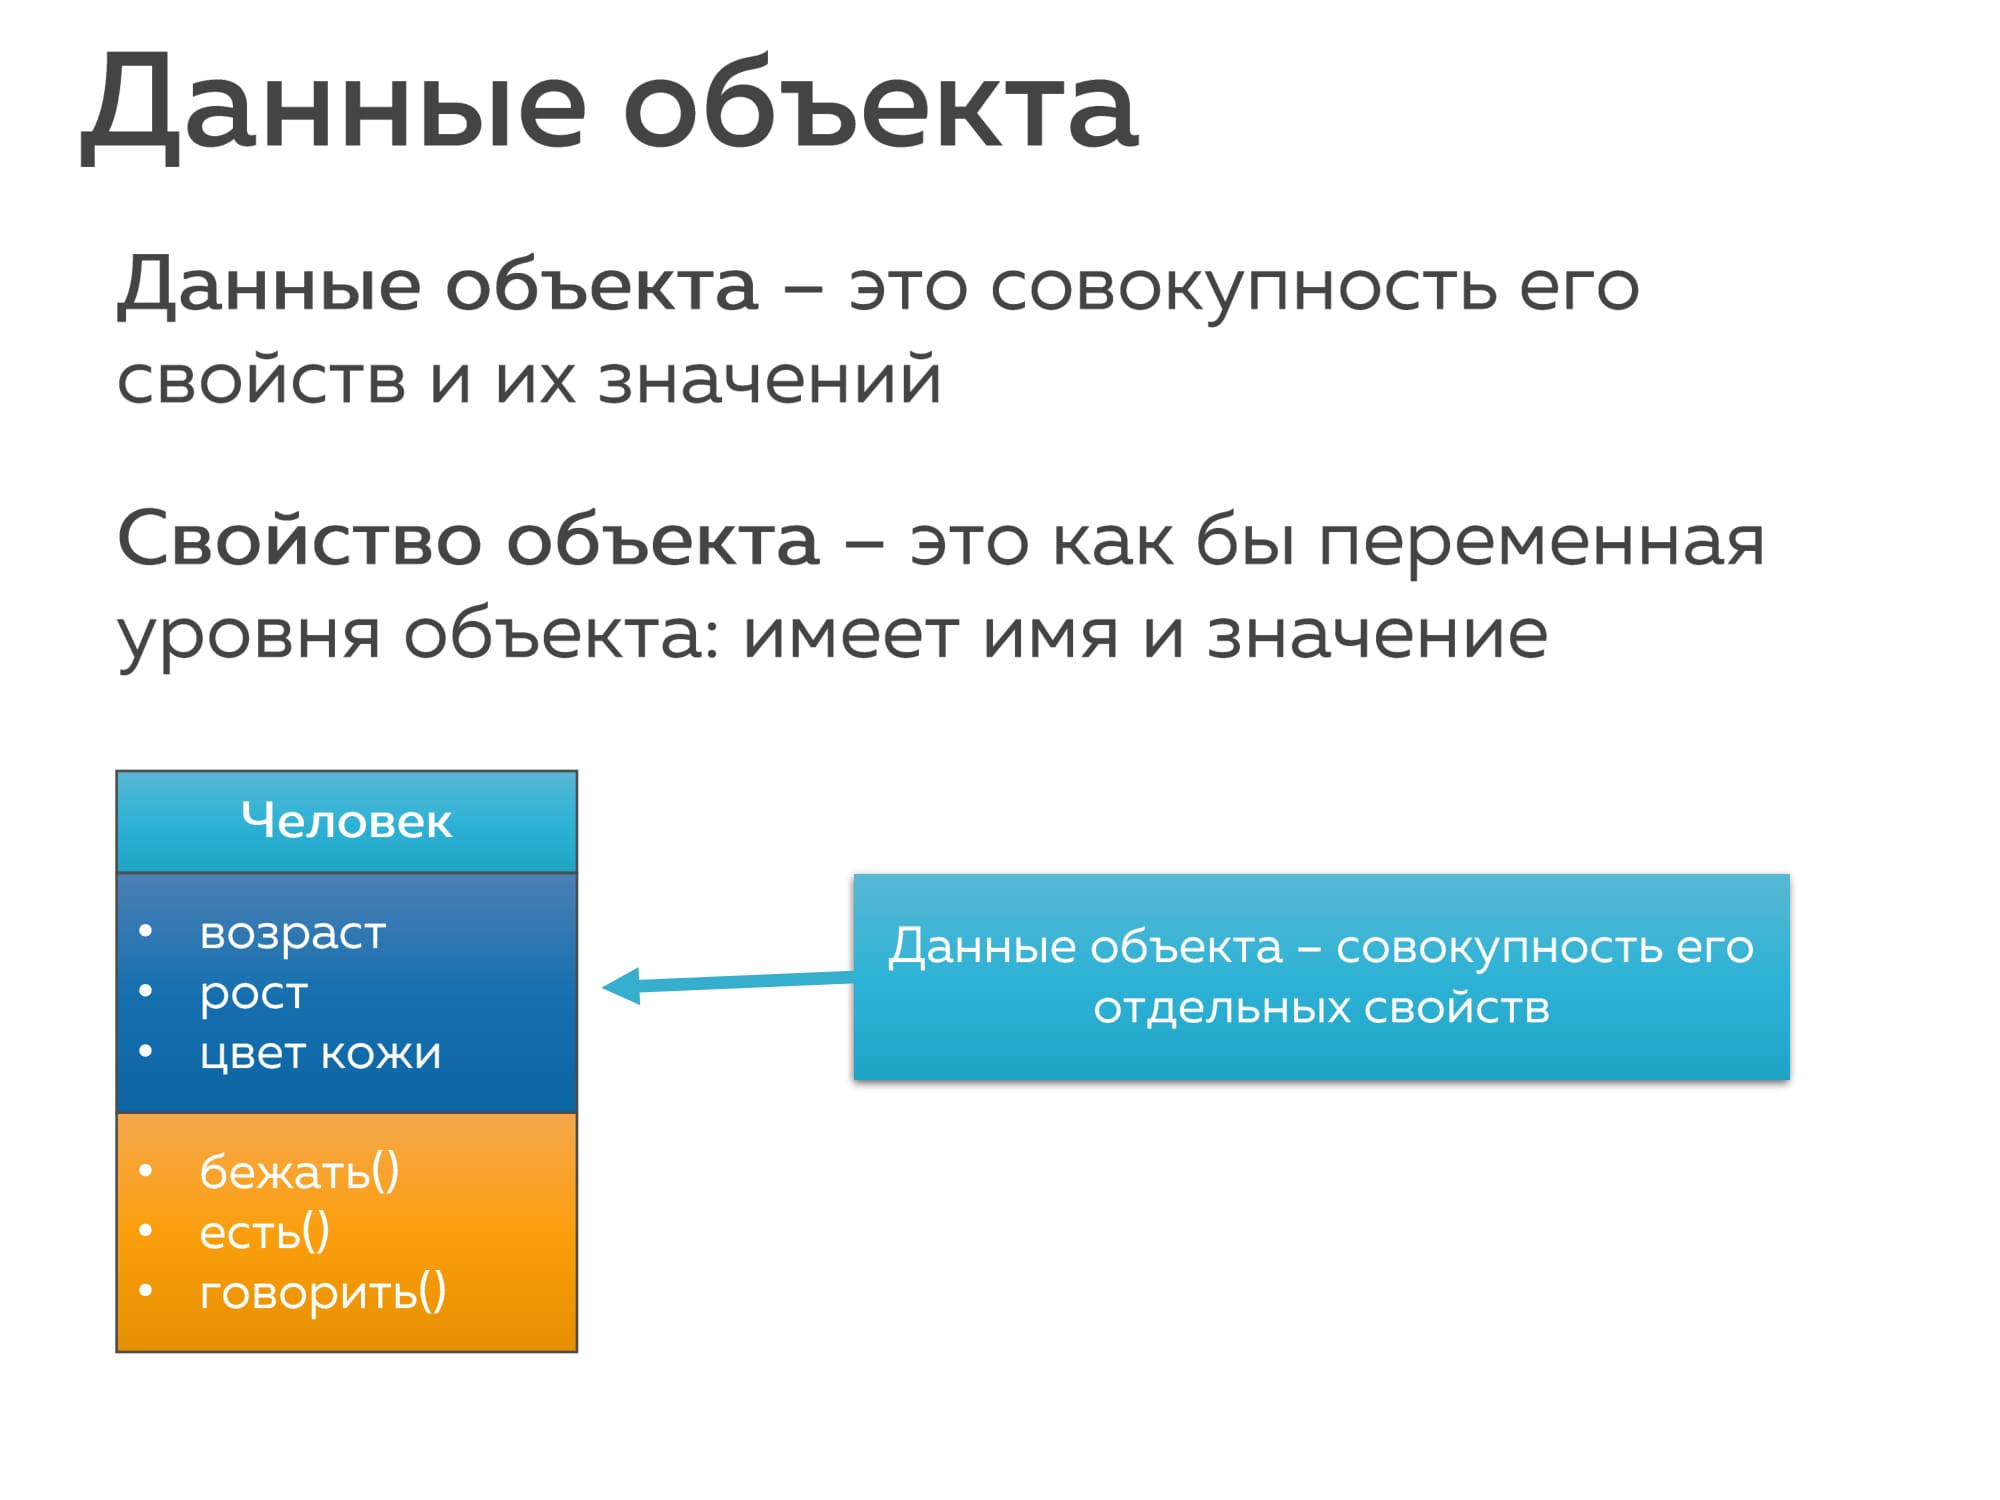 Данные объекта
Данные объекта – это совокупность его
свойств и их значений
Свойство объекта – это как бы переменная
уровня объекта: имеет имя и значение
Человек
• возраст
• рост
• цвет кожи
Данные объекта – совокупность его
отдельных свойств
• бежать()
• есть()
• говорить()